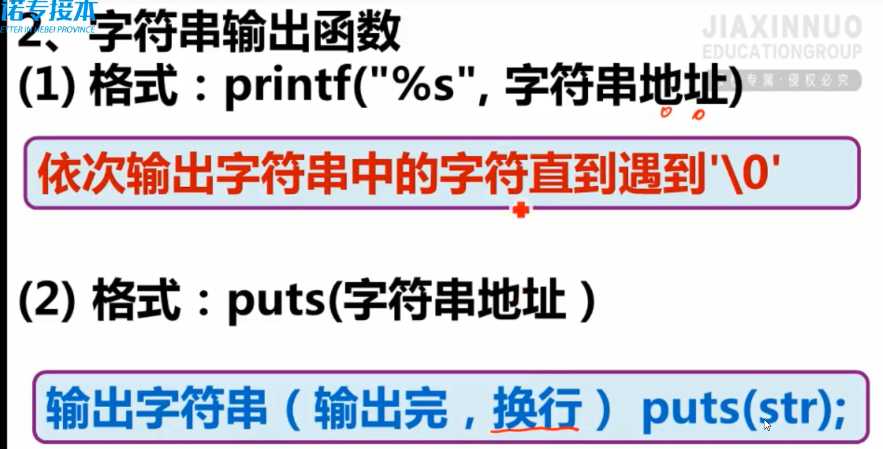 诺专接本
ETTER IN HEBEI PROVINCE
JIAXINNUO
EDUCATIONGROUP
专属·侵权必究
2、字符串输出函数
(1) 格式：printf("%s", 字符串地址)
依次输出字符串中的字符直到遇到'\0'
(2) 格式：puts(字符串地址 )
输出字符串（输出完，换行） puts(str);